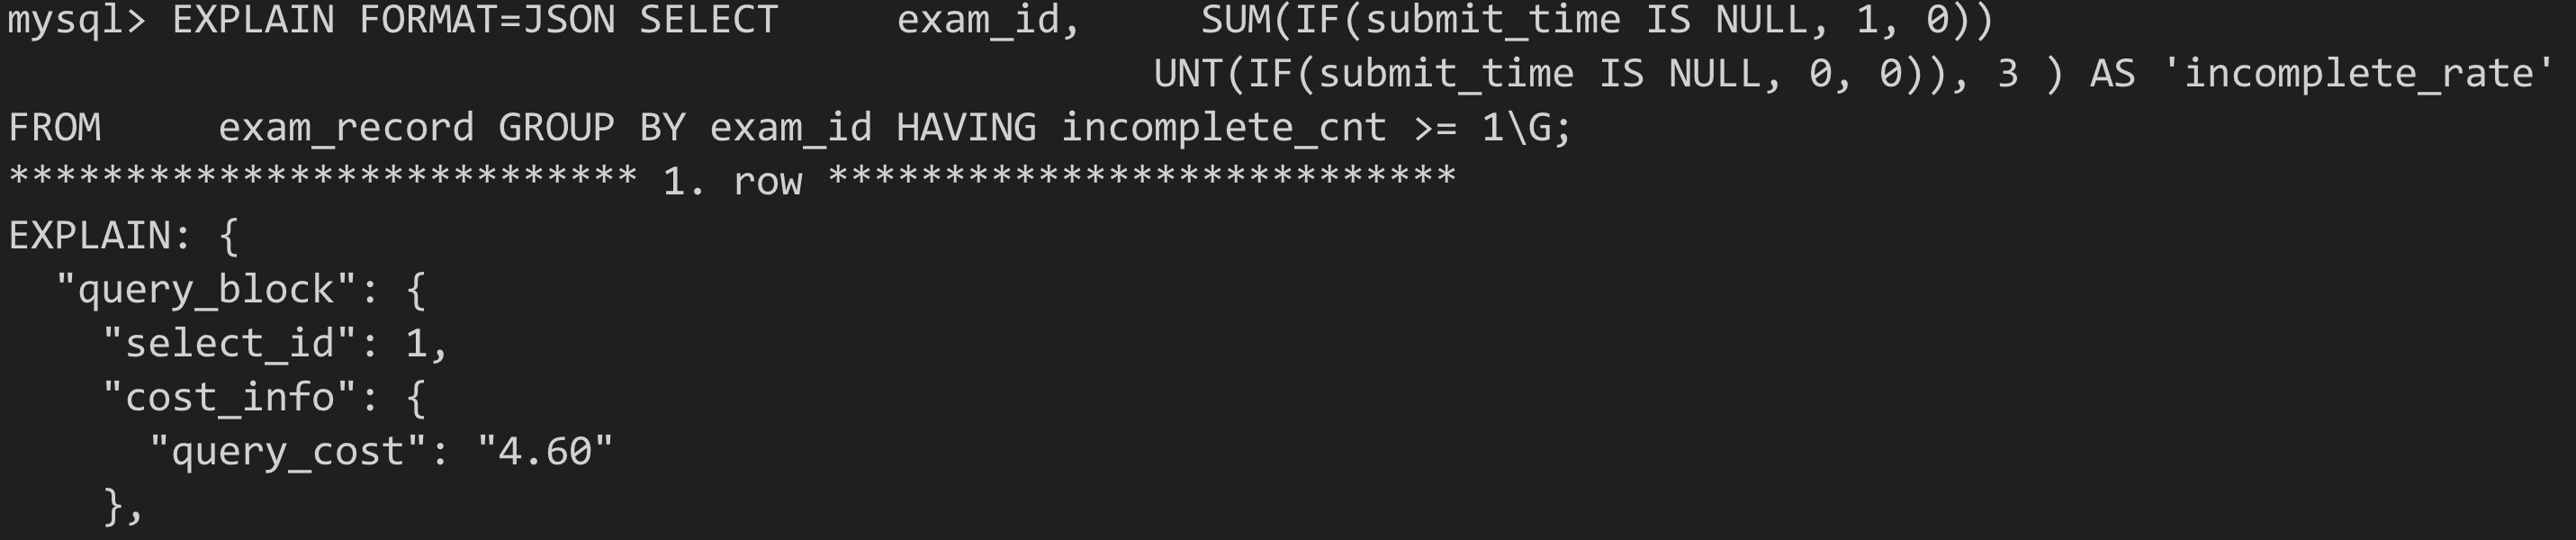 mysql> EXPLAIN FORMAT=JSON SELECT     exam_id,     SUM(IF(submit_time IS NULL, 1, 0))
UNT(IF(submit_time IS NULL, 0, 0)), 3 ) AS 'incomplete_rate'
FROM     exam_record GROUP BY exam_id HAVING incomplete_cnt >= 1\G;
*************************** 1. row ***************************
EXPLAIN: {
  "query_block": {
    "select_id": 1,
    "cost_info": {
      "query_cost": "4.60"
    },